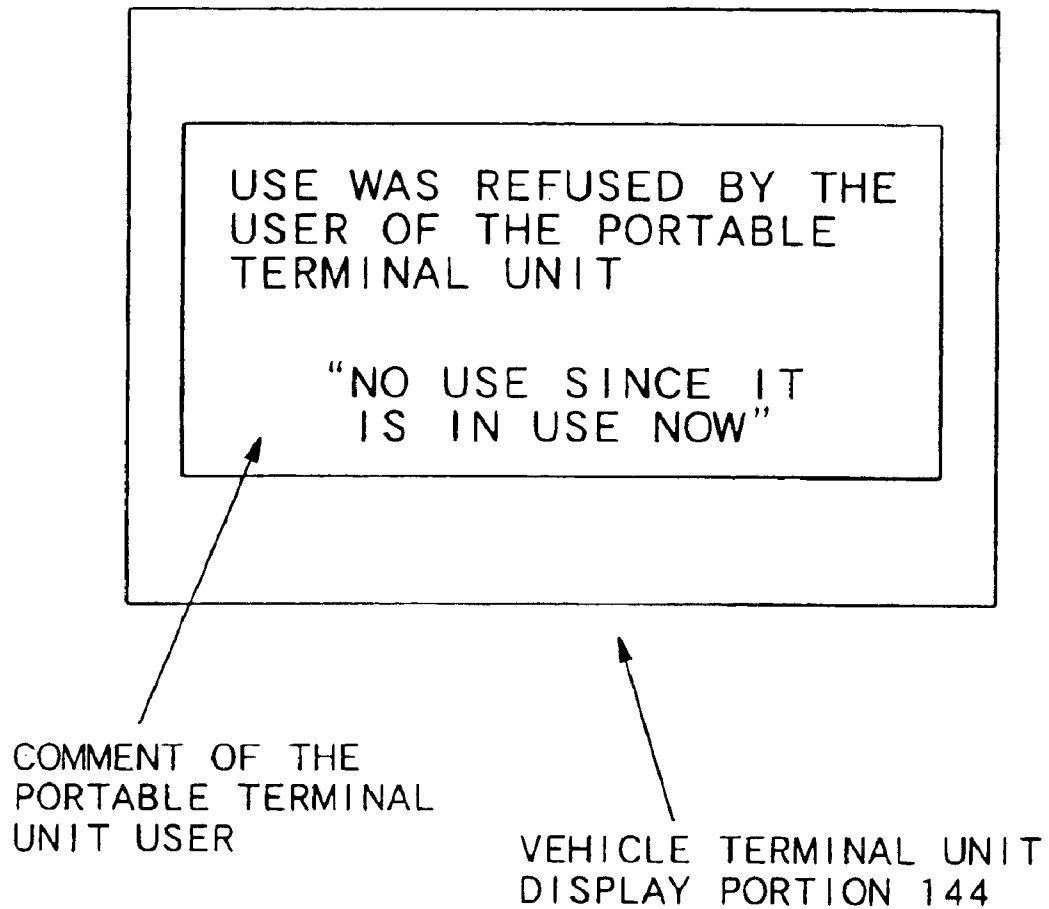 USE WAS REFUSED BY THE
USER OF THE PORTABLE
TERMINAL UNIT
"NO USE SINCE IT
IS IN USE NOW"
COMMENT OF THE
PORTABLE TERMINAL
UNIT USER
VEHICLE TERMINAL UNIT
DISPLAY PORTION 144